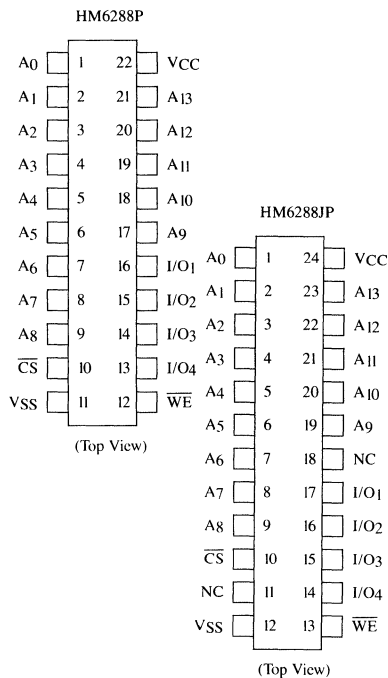 HM6288P
A0 1 22 VCC
A1 2 21 A13
A2 3 20 A12
A3 4 19 A11
A4 5 18 A10
A5 6 17 A9
A6 7 16 I/O1
A7 8 15 I/O2
A8 9 14 I/O3
CS 10 13 I/O4
VSS 11 12 WE
(Top View)
HM6288JP
A0 1 24 VCC
A1 2 23 A13
A2 3 22 A12
A3 4 21 A11
A4 5 20 A10
A5 6 19 A9
A6 7 18 NC
A7 8 17 I/O1
A8 9 16 I/O2
CS 10 15 I/O3
NC 11 14 I/O4
VSS 12 13 WE
(Top View)